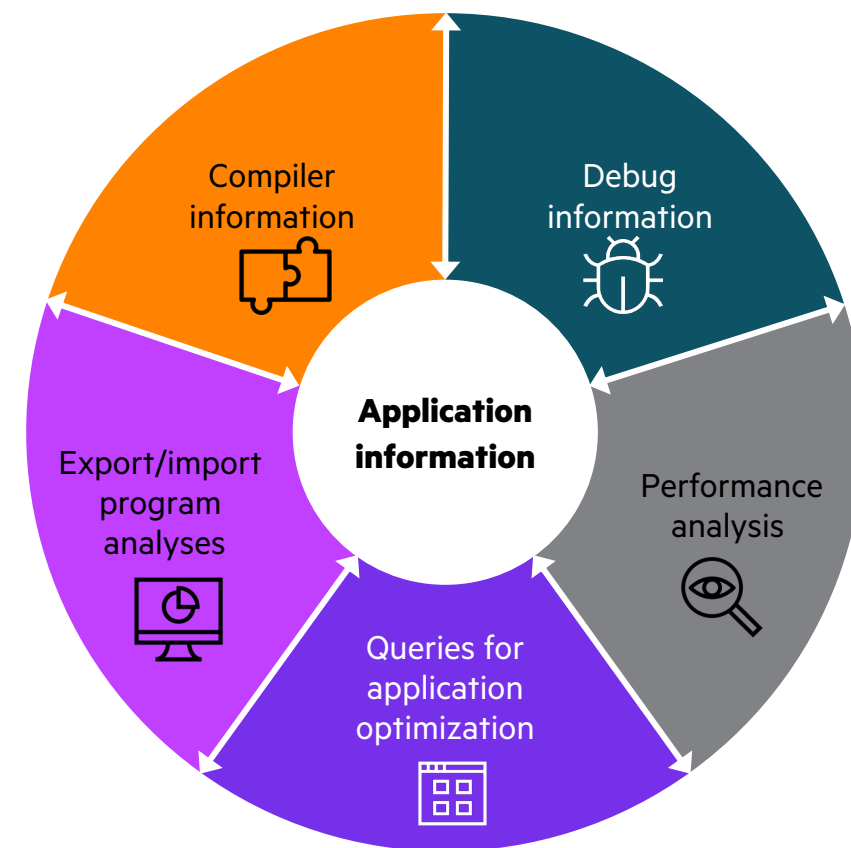 Compiler
information
Debug
information
Application
information
Export/import
program
analyses
Performance
analysis
Queries for
application
optimization